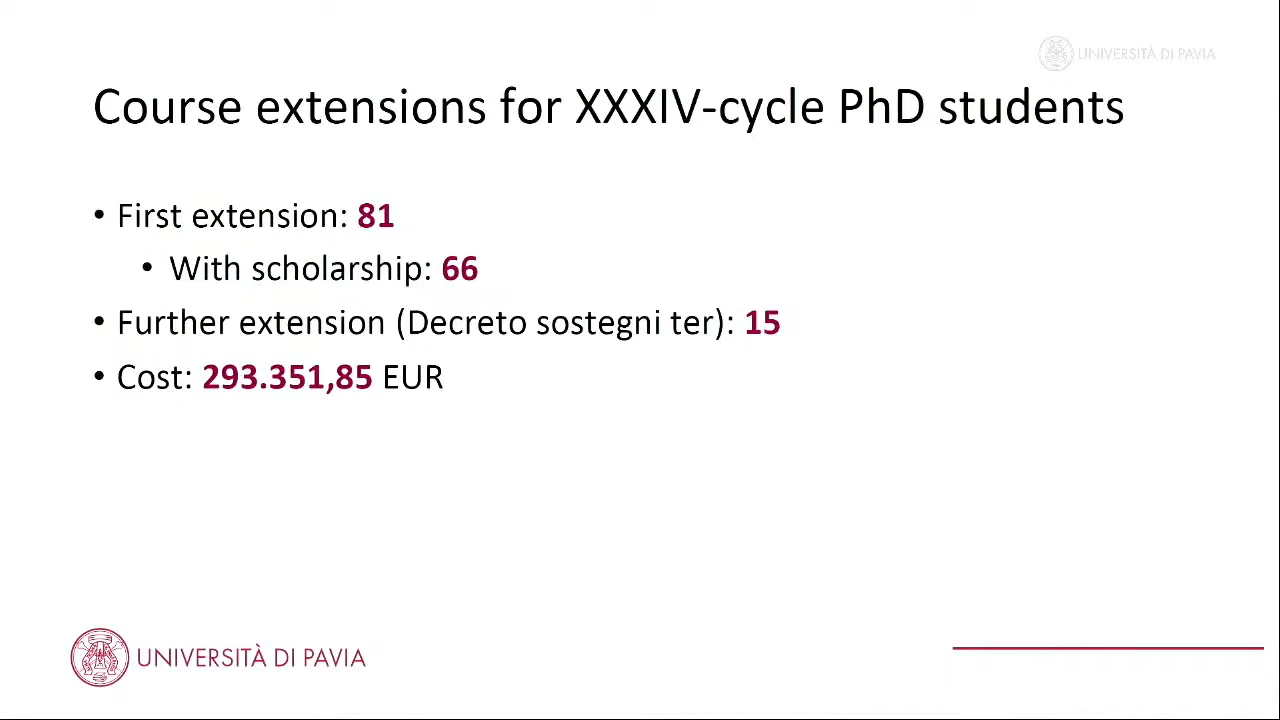 UNIVERSITÀ DI PAVIA
Course extensions for XXXIV-cycle PhD students
• First extension: 81
• With scholarship: 66
• Further extension (Decreto sostegni ter): 15
• Cost: 293.351,85 EUR
UNIVERSITÀ DI PAVIA